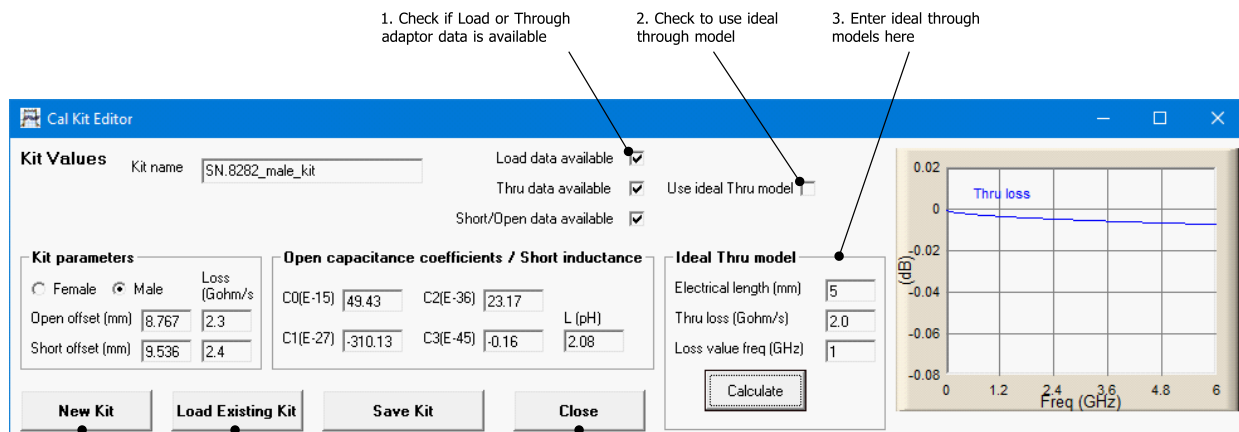 1. Check if Load or Through
adaptor data is available
2. Check to use ideal
through model
3. Enter ideal through
models here
Cal Kit Editor
Kit Values
Kit name
SN.8282_male_kit
Load data available
Thru data available
Use ideal Thru model
Short/Open data available
Kit parameters
Female
Male
Loss
(Gohm/s
Open offset (mm)
8.767
2.3
Short offset (mm)
9.536
2.4
Open capacitance coefficients / Short inductance
C0(E-15)
49.43
C2(E-36)
23.17
L (pH)
C1(E-27)
-310.13
C3(E-45)
-0.16
2.08
Ideal Thru model
Electrical length (mm)
5
Thru loss (Gohm/s)
2.0
Loss value freq (GHz)
1
Calculate
New Kit
Load Existing Kit
Save Kit
Close
0.02
0
-0.02
-0.04
-0.06
-0.08
(dB)
Thru loss
0
1.2
2.4
3.6
4.8
6
Freq (GHz)